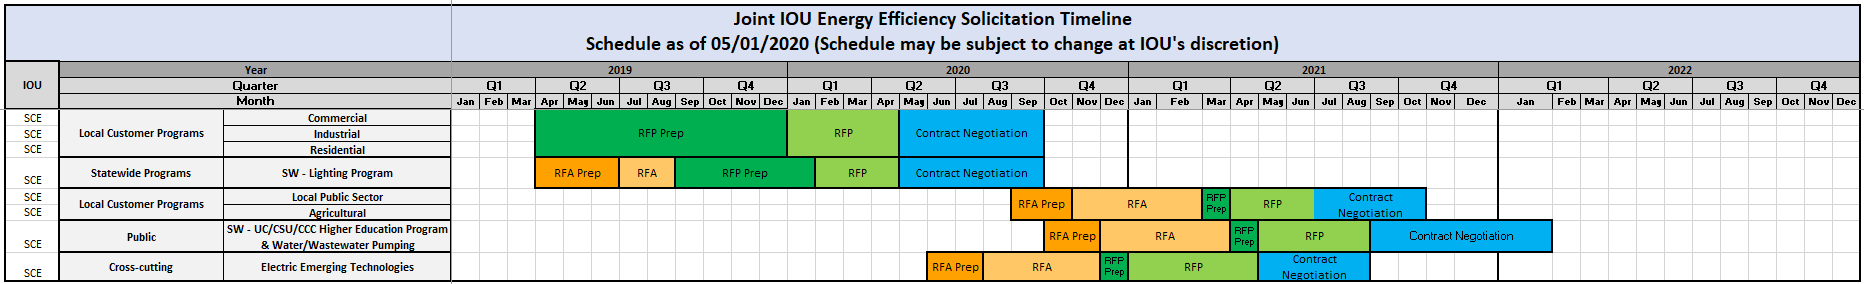 Joint IOU Energy Efficiency Solicitation Timeline
Schedule as of 05/01/2020 (Schedule may be subject to change at IOU's discretion)
IOU Year 2019 2020 2021 2022
Quarter Q1 Q2 Q3 Q4 Q1 Q2 Q3 Q4 Q1 Q2 Q3 Q4 Q1 Q2 Q3 Q4
Month Jan Feb Mar Apr May Jun Jul Aug Sep Oct Nov Dec Jan Feb Mar Apr May Jun Jul Aug Sep Oct Nov Dec Jan Feb Mar Apr May Jun Jul Aug Sep Oct Nov Dec Jan Feb Mar Apr May Jun Jul Aug Sep Oct Nov Dec
SCE Commercial
SCE Local Customer Programs Industrial RFP Prep RFP Contract Negotiation
SCE Residential
SCE Statewide Programs SW - Lighting Program RFA Prep RFA RFP Prep RFP Contract Negotiation
SCE Local Customer Programs Local Public Sector RFA Prep RFA RFP Prep RFP Contract Negotiation
SCE Agricultural
SCE Public SW - UC/CSU/CCC Higher Education Program
& Water/Wastewater Pumping RFA Prep RFA RFP Prep RFP Contract Negotiation
SCE Cross-cutting Electric Emerging Technologies RFA Prep RFA RFP Prep RFP Contract Negotiation